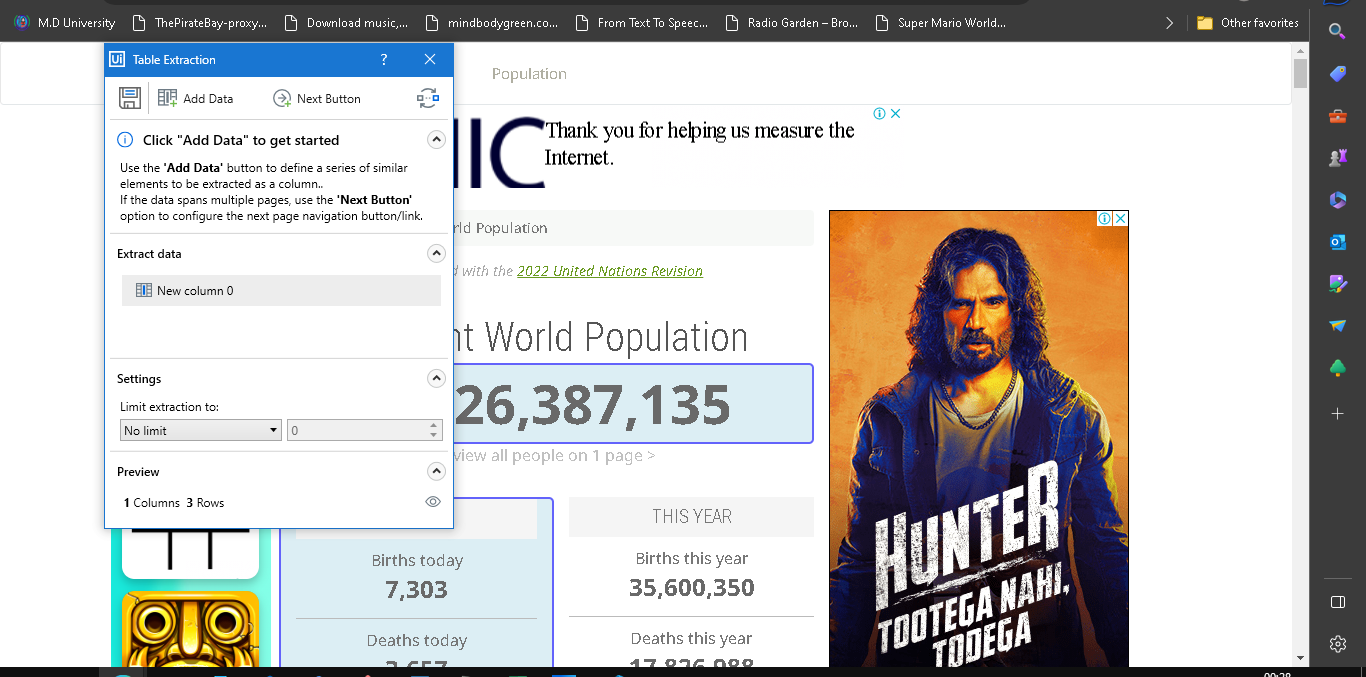 M.D University
ThePirateBay-proxy...
Download music,...
mindbodygreen.co...
From Text To Speec...
Radio Garden – Bro...
Super Mario World...
Other favorites
Ui Table Extraction ?
Add Data
Next Button
Click "Add Data" to get started
Use the 'Add Data' button to define a series of similar
elements to be extracted as a column..
If the data spans multiple pages, use the 'Next Button'
option to configure the next page navigation button/link.
Extract data
New column 0
Settings
Limit extraction to:
No limit
0
Preview
1 Columns 3 Rows
Population
IC
Thank you for helping us measure the
Internet.
rld Population
d with the 2022 United Nations Revision
nt World Population
26,387,135
view all people on 1 page >
Births today
7,303
Deaths today
3,657
THIS YEAR
Births this year
35,600,350
Deaths this year
17,826,988
HUNTER
TOOTEGA NAHI,
TODEGA